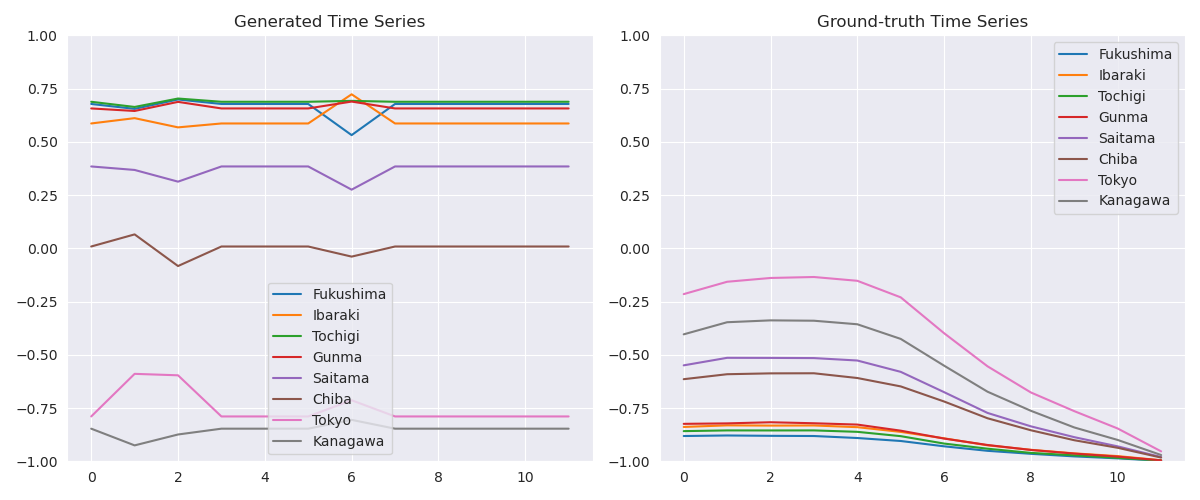 Generated Time Series
1.00
0.75
0.50
0.25
0.00
−0.25
−0.50
−0.75
−1.00
0 2 4 6 8 10
Fukushima
Ibaraki
Tochigi
Gunma
Saitama
Chiba
Tokyo
Kanagawa
Ground-truth Time Series
1.00
0.75
0.50
0.25
0.00
−0.25
−0.50
−0.75
−1.00
0 2 4 6 8 10
Fukushima
Ibaraki
Tochigi
Gunma
Saitama
Chiba
Tokyo
Kanagawa